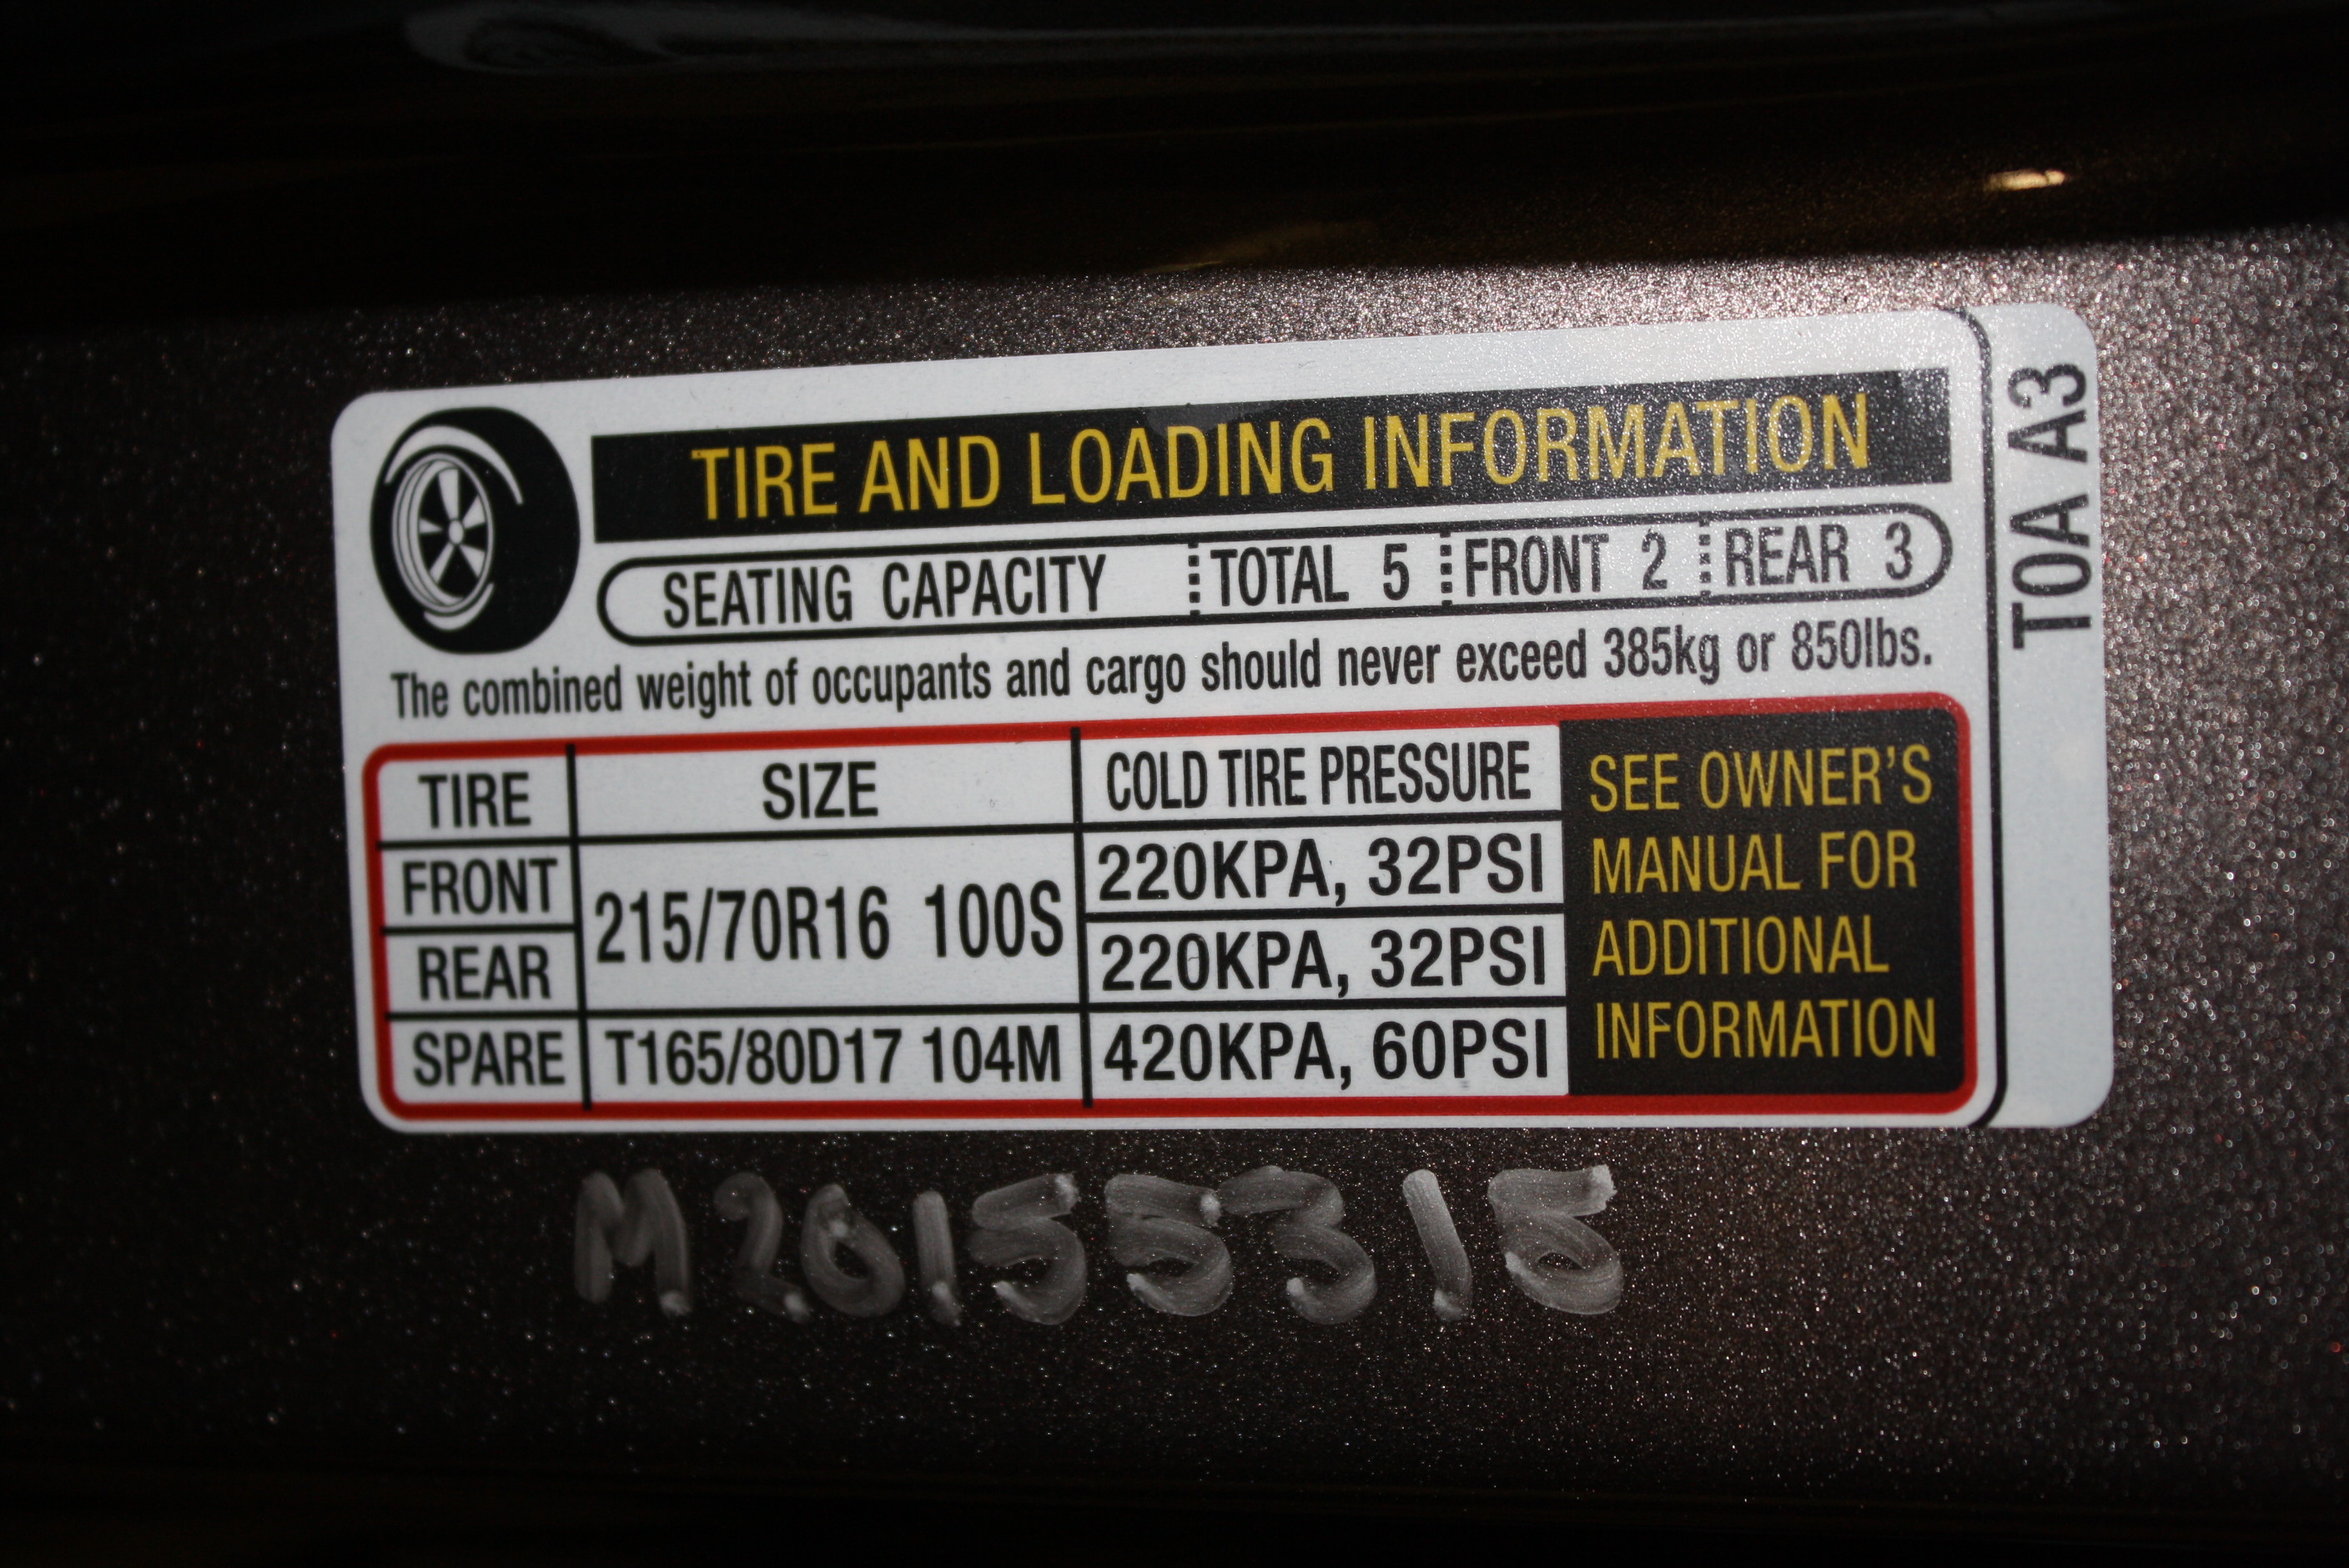 TIRE AND LOADING INFORMATION
SEATING CAPACITY TOTAL 5 FRONT 2 REAR 3
The combined weight of occupants and cargo should never exceed 385kg or 850lbs.
TIRE SIZE COLD TIRE PRESSURE
FRONT 215/70R16 100S 220KPA, 32PSI
REAR 220KPA, 32PSI
SPARE T165/80D17 104M 420KPA, 60PSI
SEE OWNER'S
MANUAL FOR
ADDITIONAL
INFORMATION
T0A A3
M20155315